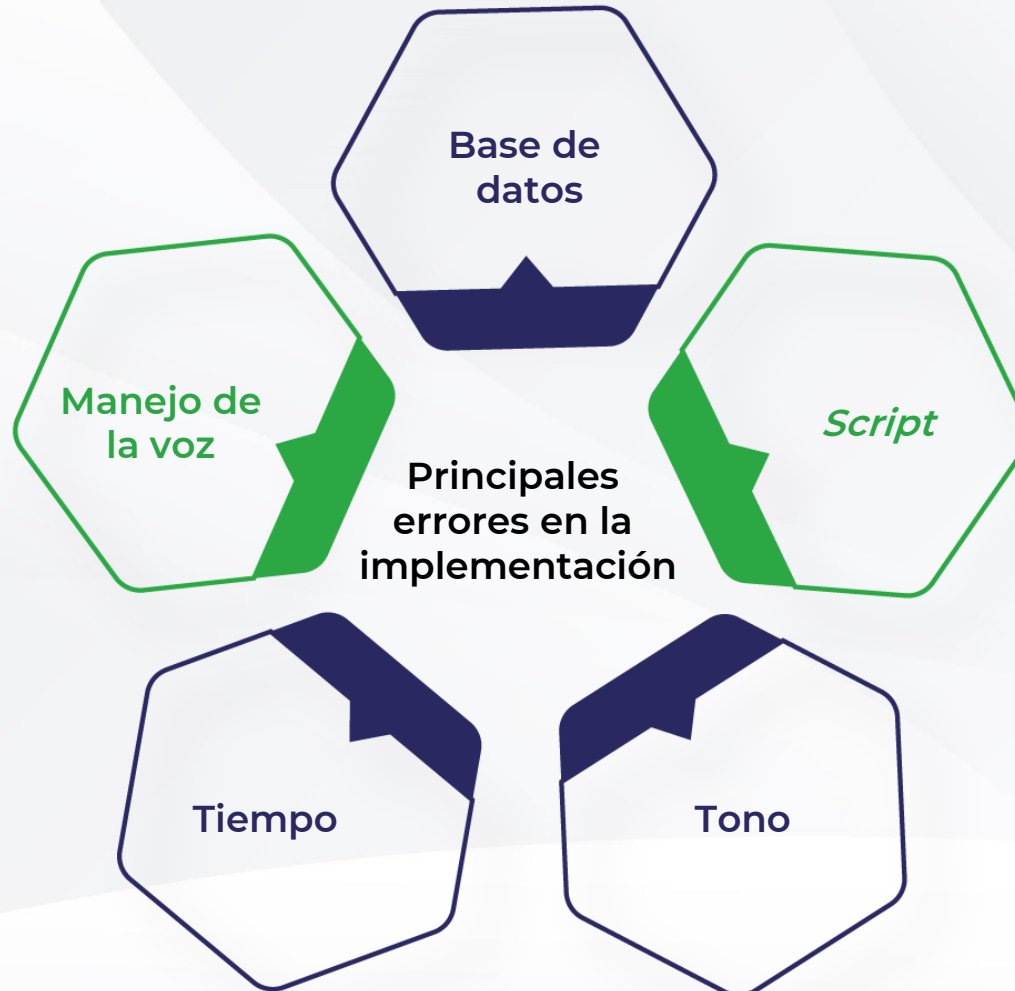 Base de
datos
Manejo de
la voz
Script
Principales
errores en la
implementación
Tiempo
Tono